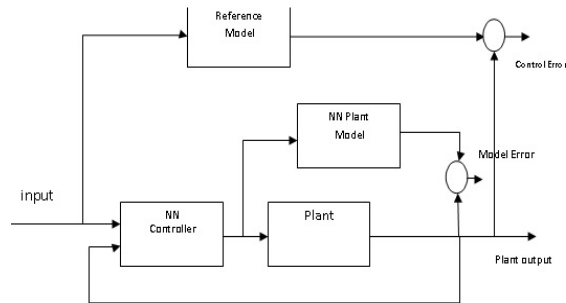 Reference
Model
Control Error
NN Plant
Model
Model Error
input
NN
Controller
Plant
Plant output